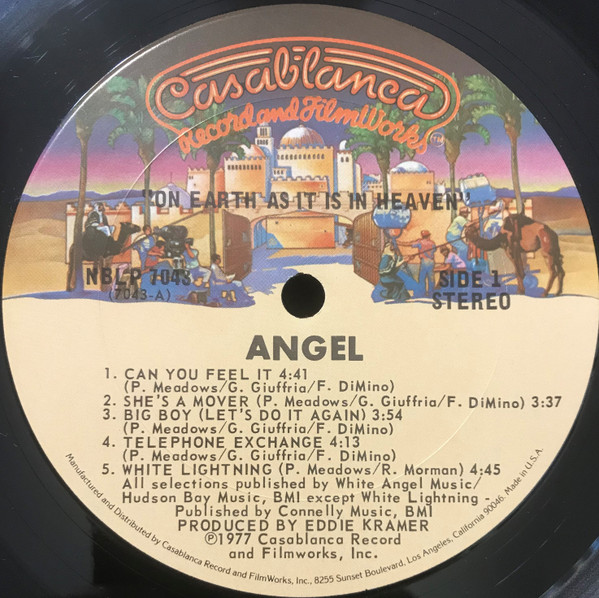 Casablanca
Record and FilmWorks
TM
"ON EARTH AS IT IS IN HEAVEN"
NBLP 7043
(7043-A)
SIDE 1
STEREO
ANGEL
1. CAN YOU FEEL IT 4:41
(P. Meadows/G. Giuffria/F. DiMino)
2. SHE'S A MOVER (P. Meadows/G. Giuffria/F. DiMino) 3:37
3. BIG BOY (LET'S DO IT AGAIN) 3:54
(P. Meadows/G. Giuffria/F. DiMino)
4. TELEPHONE EXCHANGE 4:13
(P. Meadows/G. Giuffria/F. DiMino)
5. WHITE LIGHTNING (P. Meadows/R. Morman) 4:45
All selections published by White Angel Music/
Hudson Bay Music, BMI except White Lightning -
Published by Connelly Music, BMI
PRODUCED BY EDDIE KRAMER
℗1977 Casablanca Record
and Filmworks, Inc.
Manufactured and Distributed by Casablanca Record and FilmWorks, Inc., 8255 Sunset Boulevard, Los Angeles, California 90046. Made in U.S.A.